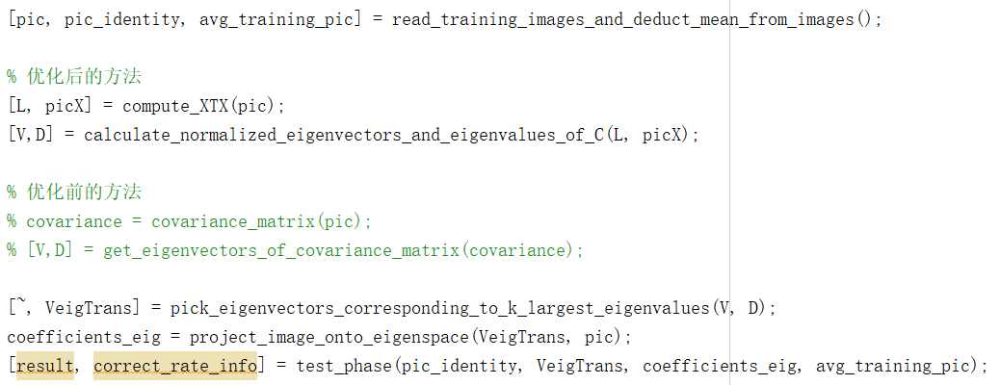 [pic, pic_identity, avg_training_pic] = read_training_images_and_deduct_mean_from_images();
% 优化后的方法
[L, picX] = compute_XTX(pic);
[V,D] = calculate_normalized_eigenvectors_and_eigenvalues_of_C(L, picX);
% 优化前的方法
% covariance = covariance_matrix(pic);
% [V,D] = get_eigenvectors_of_covariance_matrix(covariance);
[~, VeigTrans] = pick_eigenvectors_corresponding_to_k_largest_eigenvalues(V, D);
coefficients_eig = project_image_onto_eigenspace(VeigTrans, pic);
[result, correct_rate_info] = test_phase(pic_identity, VeigTrans, coefficients_eig, avg_training_pic);